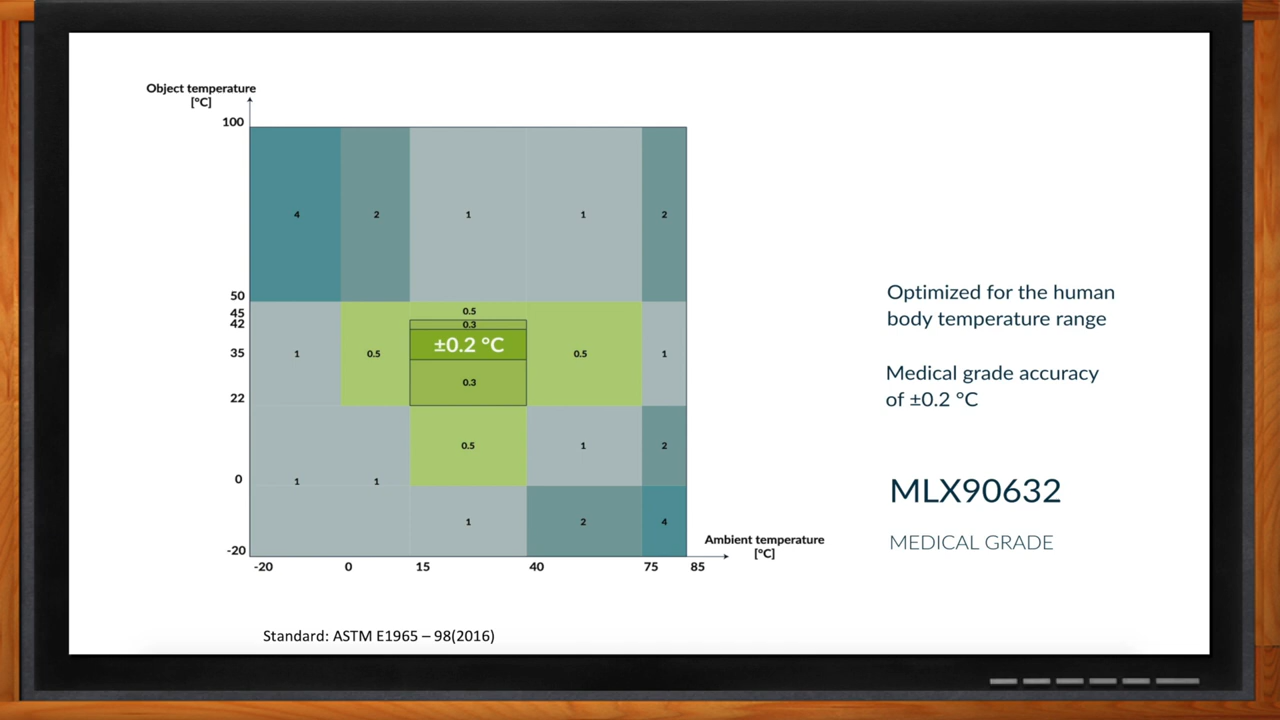 Object temperature
[°C]
100
4
2
1
1
2
50
45
42
35
22
0
-20
0.5
0.3
±0.2 °C
1
0.5
0.5
1
0.3
0.5
1
2
1
1
1
2
4
Ambient temperature
[°C]
-20
0
15
40
75
85
Optimized for the human
body temperature range
Medical grade accuracy
of ±0.2 °C
MLX90632
MEDICAL GRADE
Standard: ASTM E1965 – 98(2016)